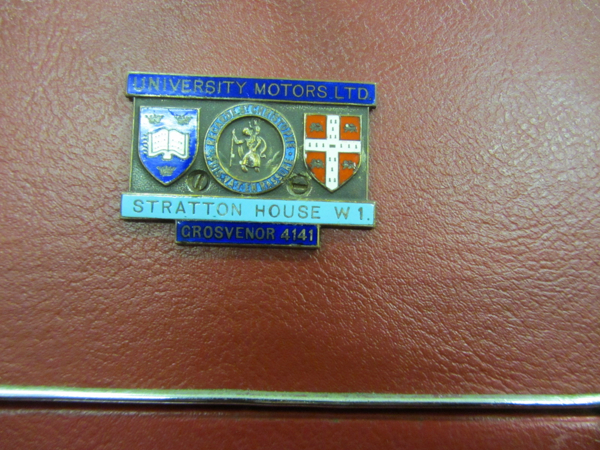 UNIVERSITY MOTORS LTD
STRATTON HOUSE W1.
GROSVENOR 4141